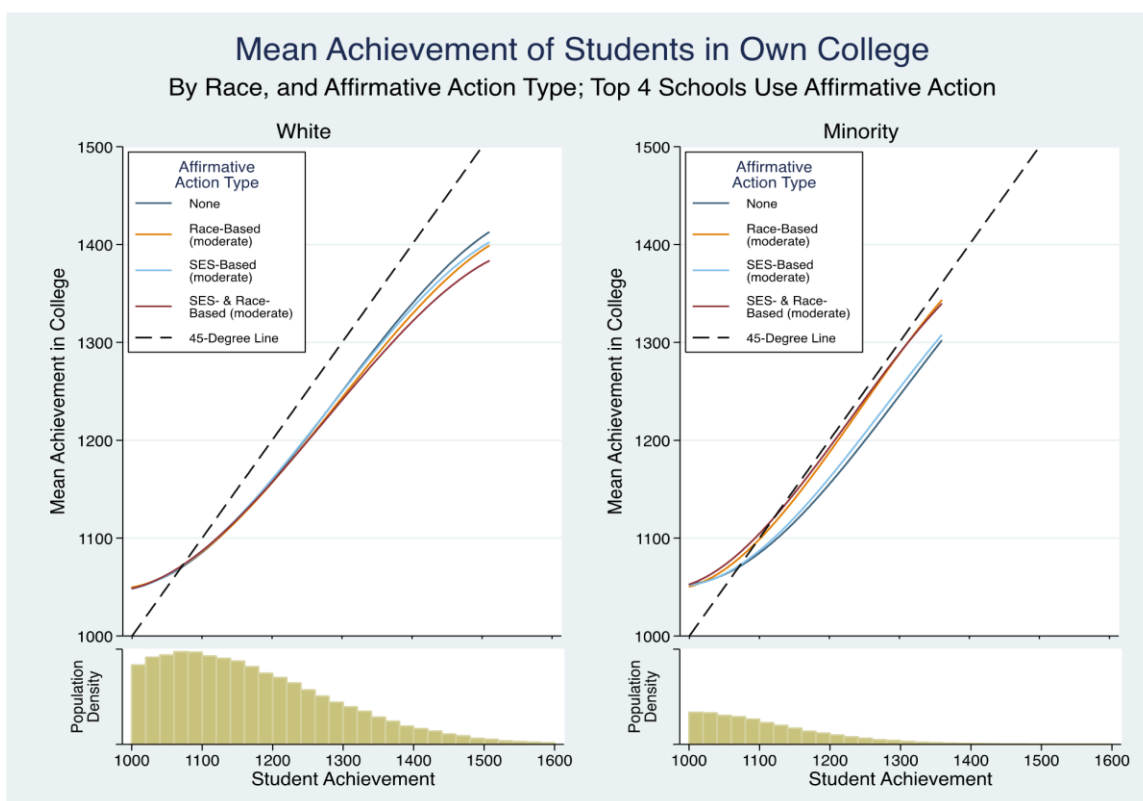 Mean Achievement of Students in Own College
By Race, and Affirmative Action Type; Top 4 Schools Use Affirmative Action
White
Mean Achievement in College
1500
1400
1300
1200
1100
1000
Affirmative
Action Type
None
Race-Based
(moderate)
SES-Based
(moderate)
SES- & Race-
Based (moderate)
45-Degree Line
Population
Density
1000 1100 1200 1300 1400 1500 1600
Student Achievement
Minority
Mean Achievement in College
1500
1400
1300
1200
1100
1000
Affirmative
Action Type
None
Race-Based
(moderate)
SES-Based
(moderate)
SES- & Race-
Based (moderate)
45-Degree Line
Population
Density
1000 1100 1200 1300 1400 1500 1600
Student Achievement